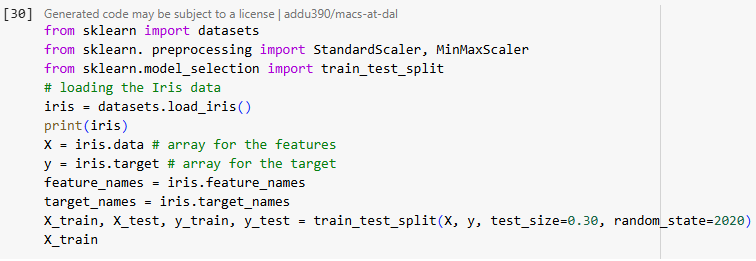 [30] Generated code may be subject to a license | addu390/macs-at-dal
from sklearn import datasets
from sklearn. preprocessing import StandardScaler, MinMaxScaler
from sklearn.model_selection import train_test_split
# loading the Iris data
iris = datasets.load_iris()
print(iris)
X = iris.data # array for the features
y = iris.target # array for the target
feature_names = iris.feature_names
target_names = iris.target_names
X_train, X_test, y_train, y_test = train_test_split(X, y, test_size=0.30, random_state=2020)
X_train